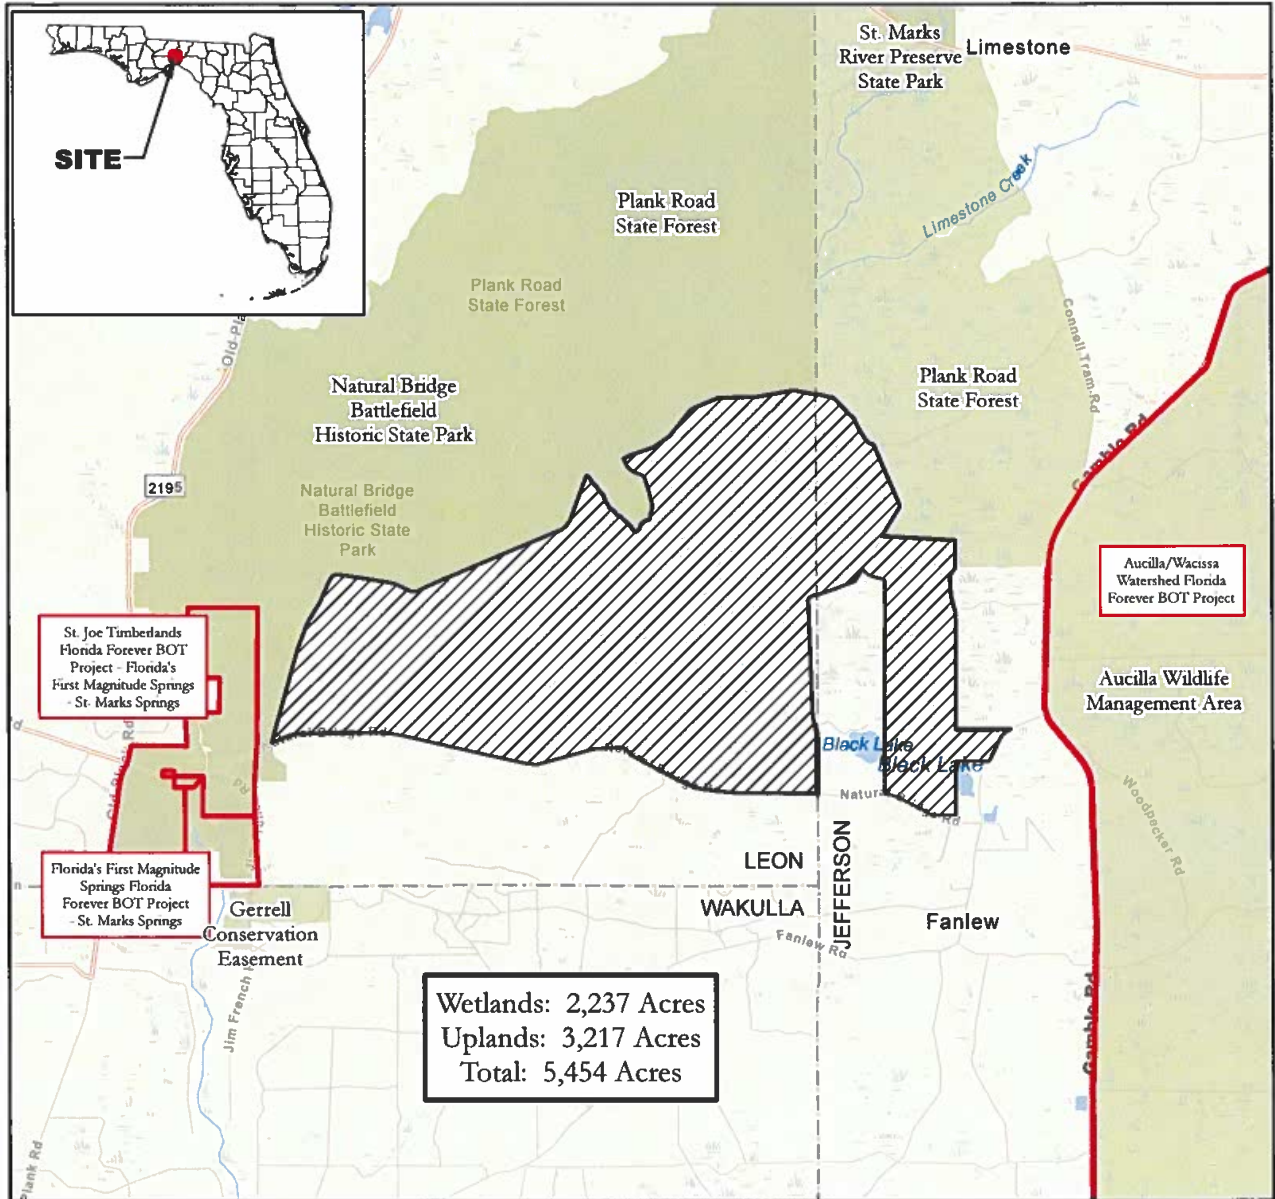 SITE
St. Marks
River Preserve
State Park
Limestone
Limestone Creek
Plank Road
State Forest
Plank Road
State Forest
Natural Bridge
Battlefield
Historic State Park
Natural Bridge
Battlefield
Historic State
Park
2195
Plank Road
State Forest
Connell Tram Rd
Gamble Rd
Aucilla/Wacissa
Watershed Florida
Forever BOT Project
Aucilla Wildlife
Management Area
St. Joe Timberlands
Florida Forever BOT
Project - Florida's
First Magnitude Springs
- St. Marks Springs
Black Lake
Black Lake
Woodpecker Rd
LEON
JEFFERSON
WAKULLA
Fanlew
Fanlew Rd
Florida's First Magnitude
Springs Florida
Forever BOT Project
- St. Marks Springs
Gerrell
Conservation
Easement
Jim French
Gamble Rd
Plank Rd
Wetlands: 2,237 Acres
Uplands: 3,217 Acres
Total: 5,454 Acres